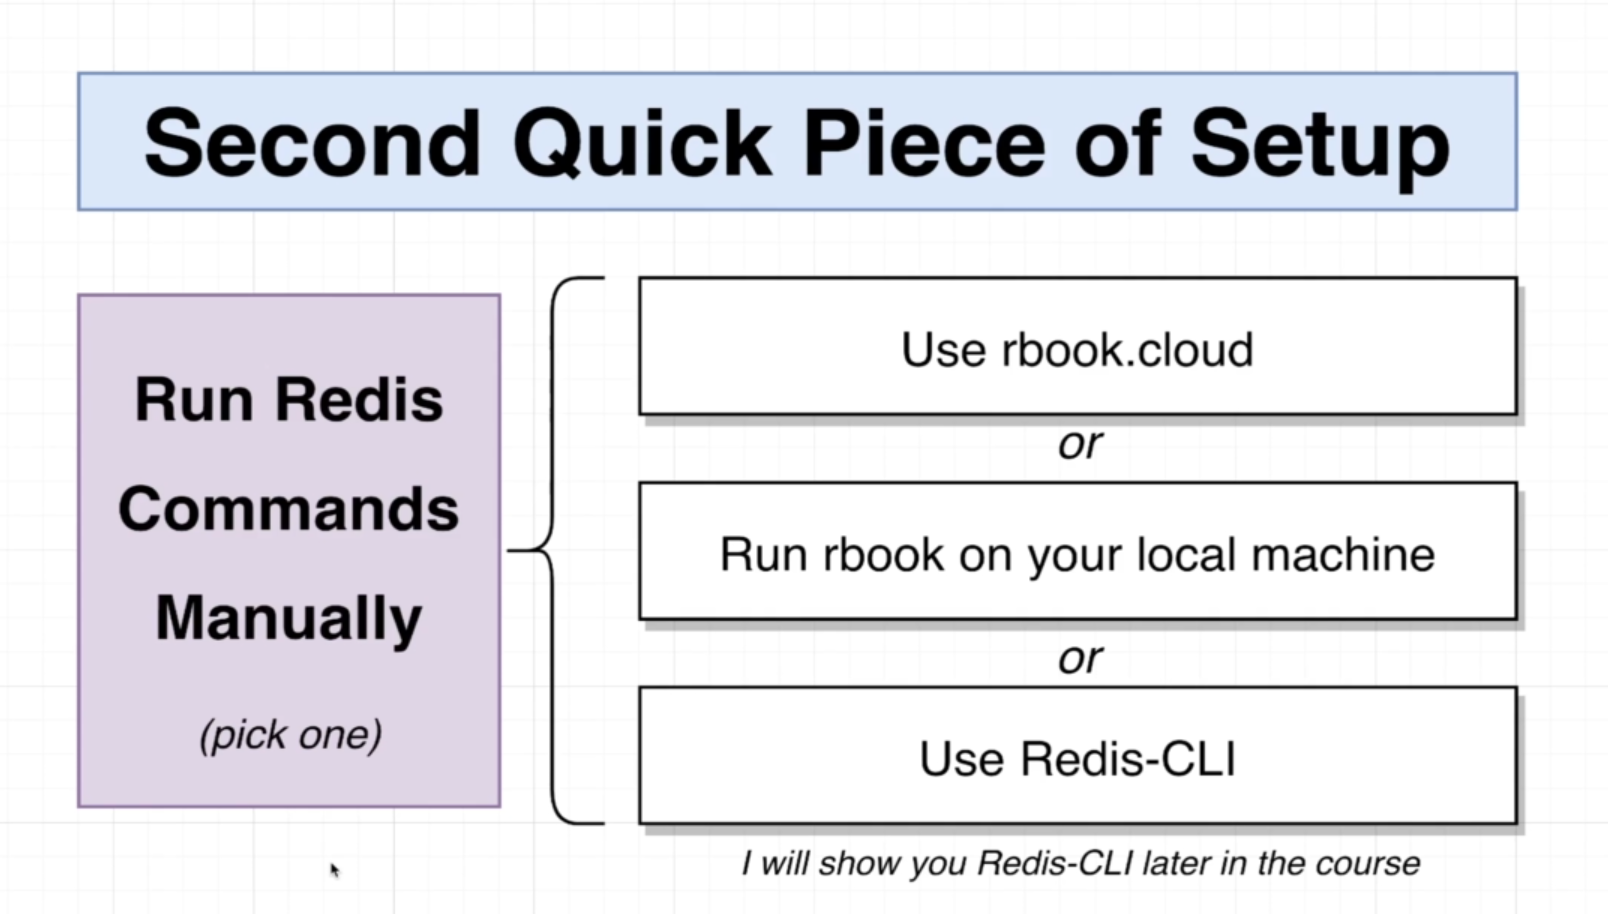 Second Quick Piece of Setup
Run Redis
Commands
Manually
(pick one)
Use rbook.cloud
or
Run rbook on your local machine
or
Use Redis-CLI
I will show you Redis-CLI later in the course